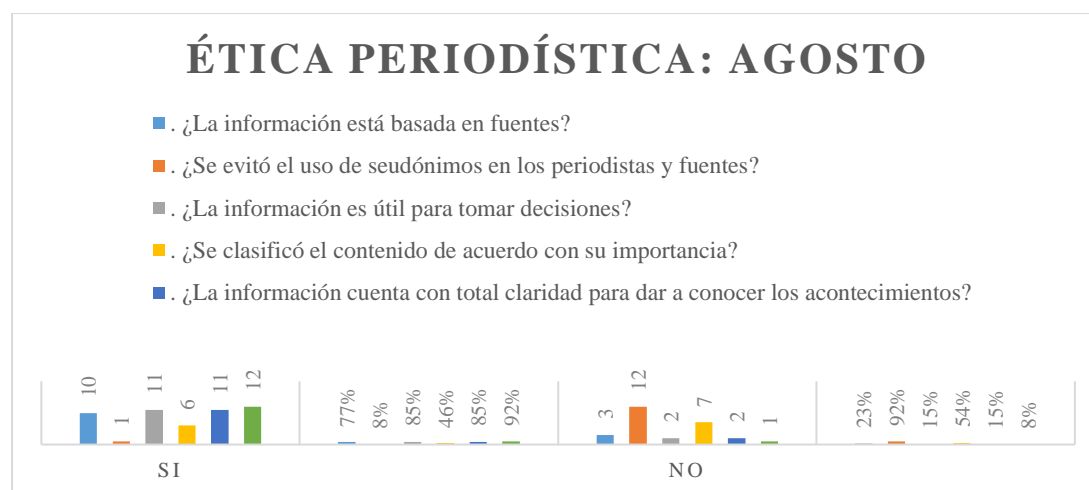 ÉTICA PERIODÍSTICA: AGOSTO
. ¿La información está basada en fuentes?
. ¿Se evitó el uso de seudónimos en los periodistas y fuentes?
. ¿La información es útil para tomar decisiones?
. ¿Se clasificó el contenido de acuerdo con su importancia?
. ¿La información cuenta con total claridad para dar a conocer los acontecimientos?
10 1 11 6 11 12 77% 8% 85% 46% 85% 92% 3 12 2 7 2 1 23% 92% 15% 54% 15% 8%
SI NO